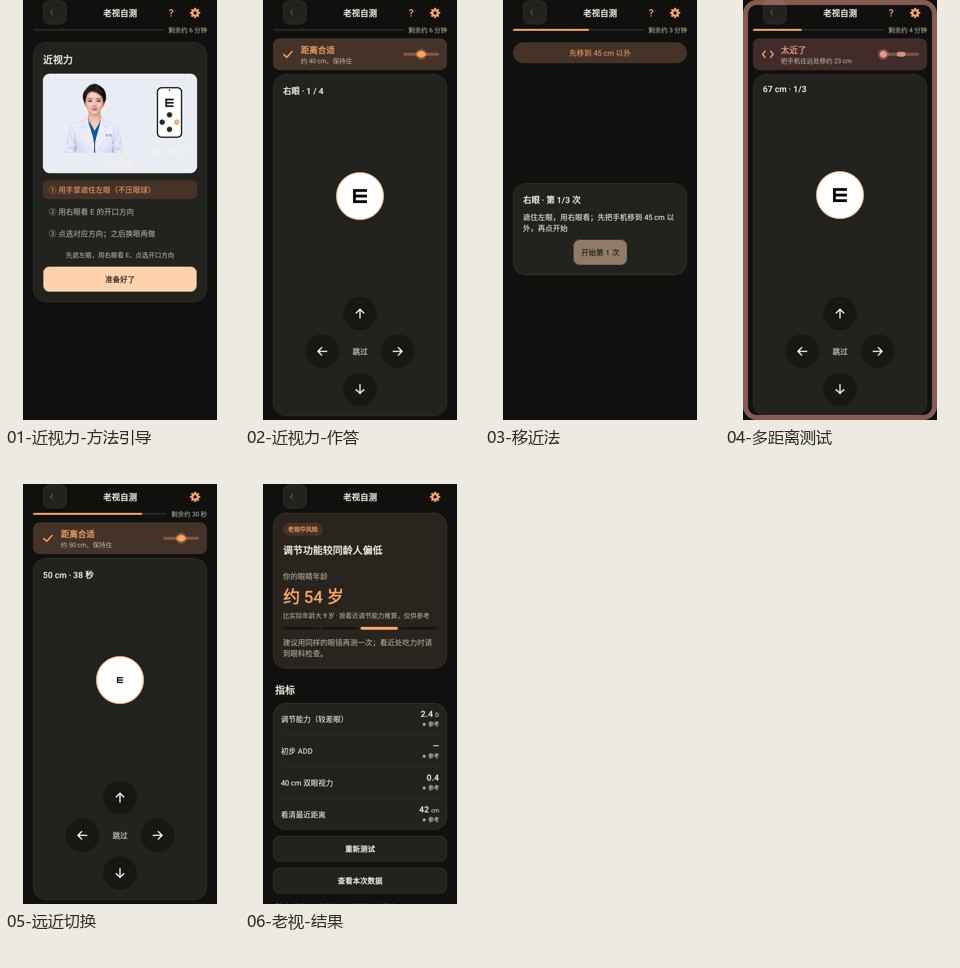 老视自测 ?
剩余约 6 分钟
近视力
E
① 用手掌遮住左眼（不压眼球）
② 用右眼看 E 的开口方向
③ 点选对应方向；之后换眼再做
先遮左眼，用右眼看 E，点选开口方向
准备好了
01-近视力-方法引导
老视自测 ?
剩余约 6 分钟
距离合适
约 40 cm，保持住
右眼 · 1 / 4
E
跳过
02-近视力-作答
老视自测 ?
剩余约 3 分钟
先移到 45 cm 以外
右眼 · 第 1/3 次
遮住左眼，用右眼看；先把手机移到 45 cm 以
外，再点开始
开始第 1 次
03-移近法
老视自测 ?
剩余约 4 分钟
太近了
把手机往远处移约 23 cm
67 cm · 1/3
E
跳过
04-多距离测试
老视自测
剩余约 30 秒
距离合适
约 50 cm，保持住
50 cm · 38 秒
E
跳过
05-远近切换
老视自测
老视中风险
调节功能较同龄人偏低
你的眼睛年龄
约 54 岁
比实际年龄大 9 岁 · 按看近调节能力推算，仅供参考
建议用同样的眼镜再测一次；看近处吃力时请
到眼科检查。
指标
调节能力（较差眼） 2.4 D
● 参考
初步 ADD —
● 参考
40 cm 双眼视力 0.4
● 参考
看清最近距离 42 cm
● 参考
重新测试
查看本次数据
06-老视-结果